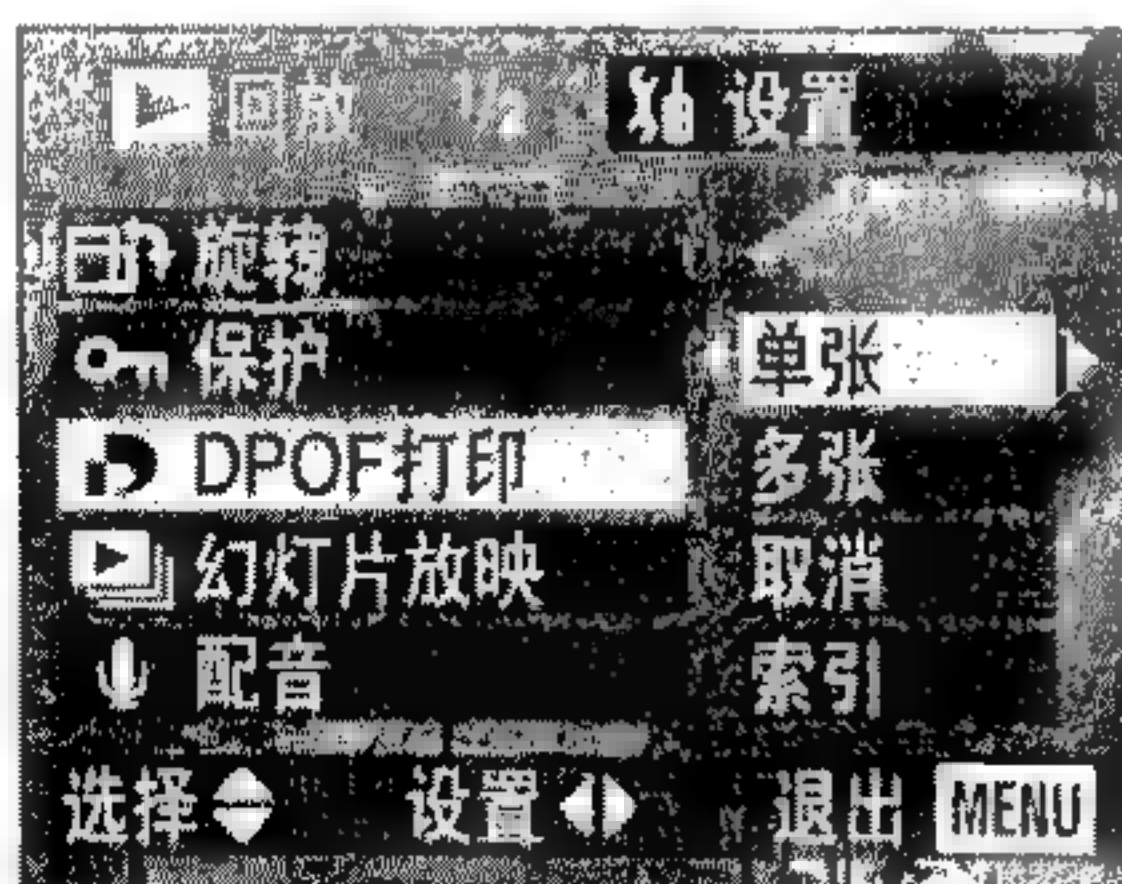 回放 设置
旋转
保护 单张
DPOF打印 多张
幻灯片放映 取消
配音 索引
选择 设置 退出 MENU